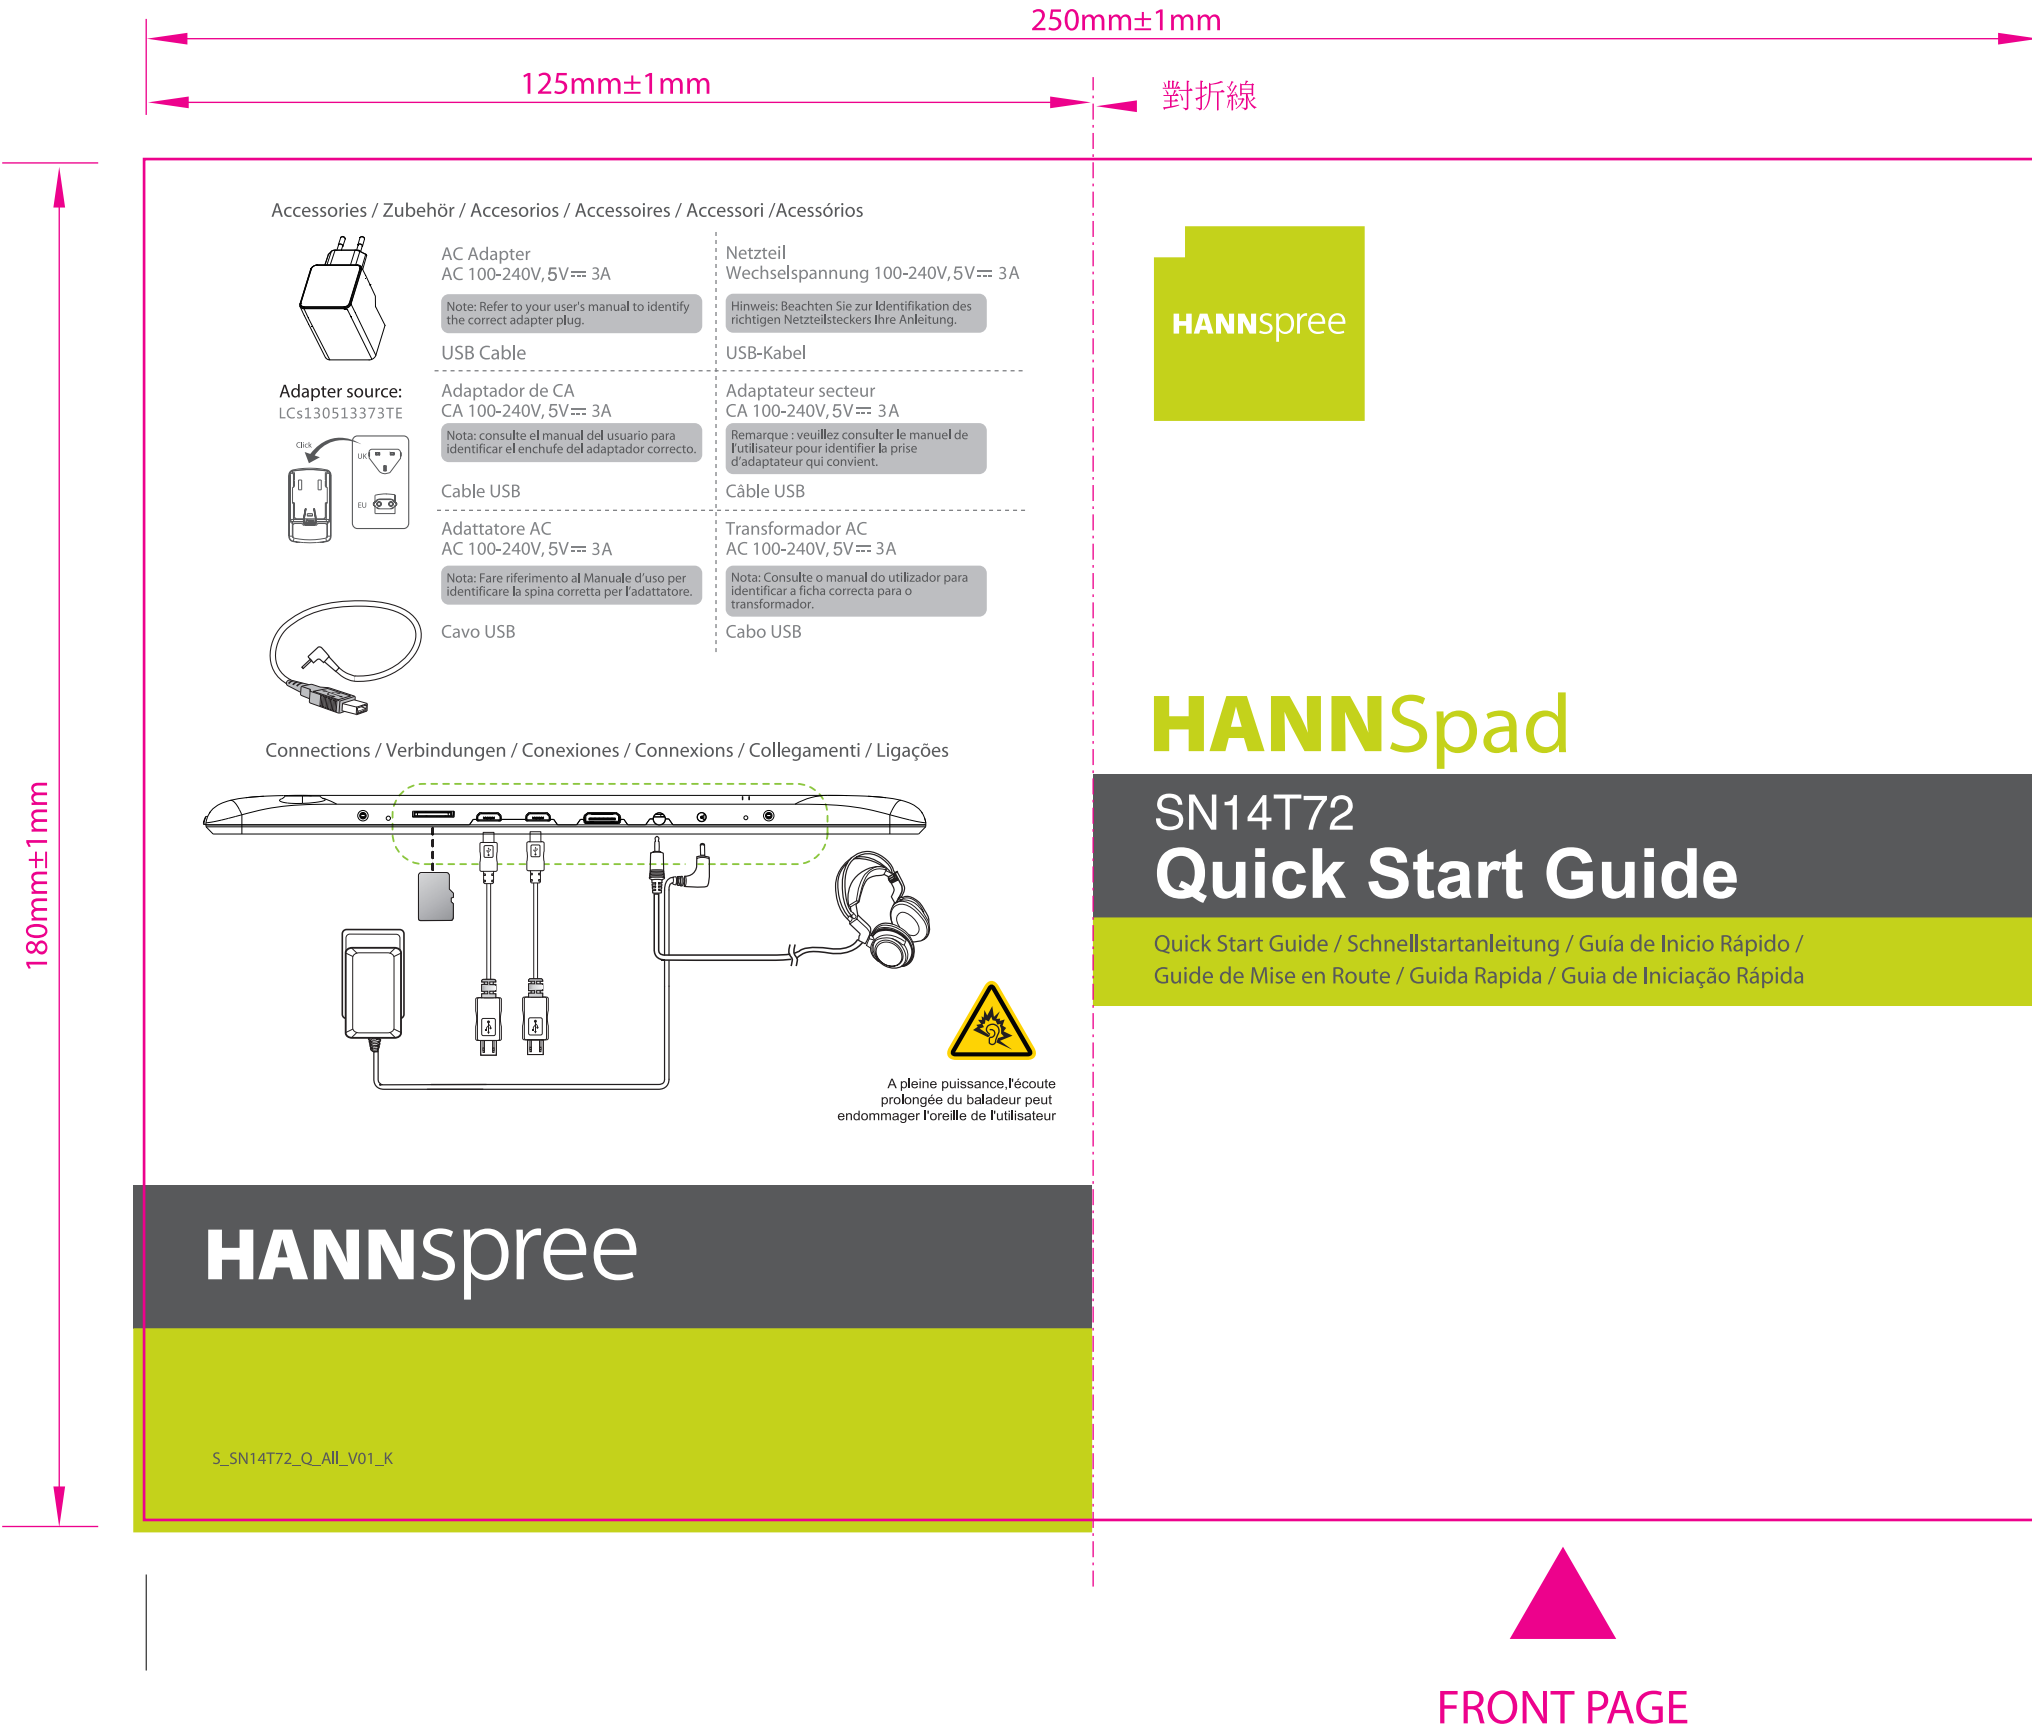 250mm±1mm
125mm±1mm
對折線
180mm±1mm
Accessories / Zubehör / Accesorios / Accessoires / Accessori /Acessórios
AC Adapter
AC 100-240V, 5V 3A
Note: Refer to your user's manual to identify
the correct adapter plug.
USB Cable
Netzteil
Wechselspannung 100-240V, 5V 3A
Hinweis: Beachten Sie zur Identifikation des
richtigen Netzteilsteckers Ihre Anleitung.
USB-Kabel
Adapter source:
LCs130513373TE
Click
UK
EU
Adaptador de CA
CA 100-240V, 5V 3A
Nota: consulte el manual del usuario para
identificar el enchufe del adaptador correcto.
Cable USB
Adaptateur secteur
CA 100-240V, 5V 3A
Remarque : veuillez consulter le manuel de
l'utilisateur pour identifier la prise
d'adaptateur qui convient.
Câble USB
Adattatore AC
AC 100-240V, 5V 3A
Nota: Fare riferimento al Manuale d'uso per
identificare la spina corretta per l'adattatore.
Cavo USB
Transformador AC
AC 100-240V, 5V 3A
Nota: Consulte o manual do utilizador para
identificar a ficha correcta para o
transformador.
Cabo USB
Connections / Verbindungen / Conexiones / Connexions / Collegamenti / Ligações
A pleine puissance,l'écoute
prolongée du baladeur peut
endommager l'oreille de l'utilisateur
HANNspree
S_SN14T72_Q_All_V01_K
HANNspree
HANNSpad
SN14T72
Quick Start Guide
Quick Start Guide / Schnellstartanleitung / Guía de Inicio Rápido /
Guide de Mise en Route / Guida Rapida / Guia de Iniciação Rápida
FRONT PAGE